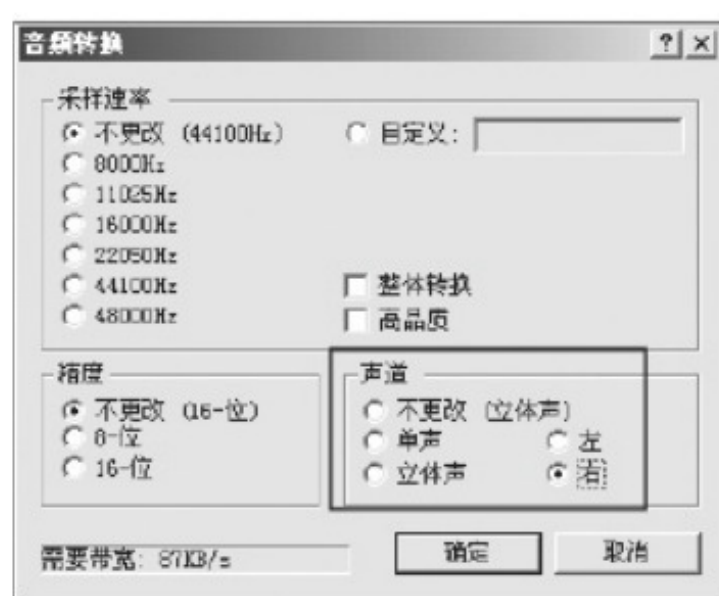 音频转换
采样速率
不更改 (44100Hz)
自定义:
8000Hz
11025Hz
16000Hz
22050Hz
44100Hz
整体转换
48000Hz
高品质
精度
不更改 (16-位)
8-位
16-位
声道
不更改 (立体声)
单声
左
立体声
右
需要带宽: 87KB/s
确定
取消